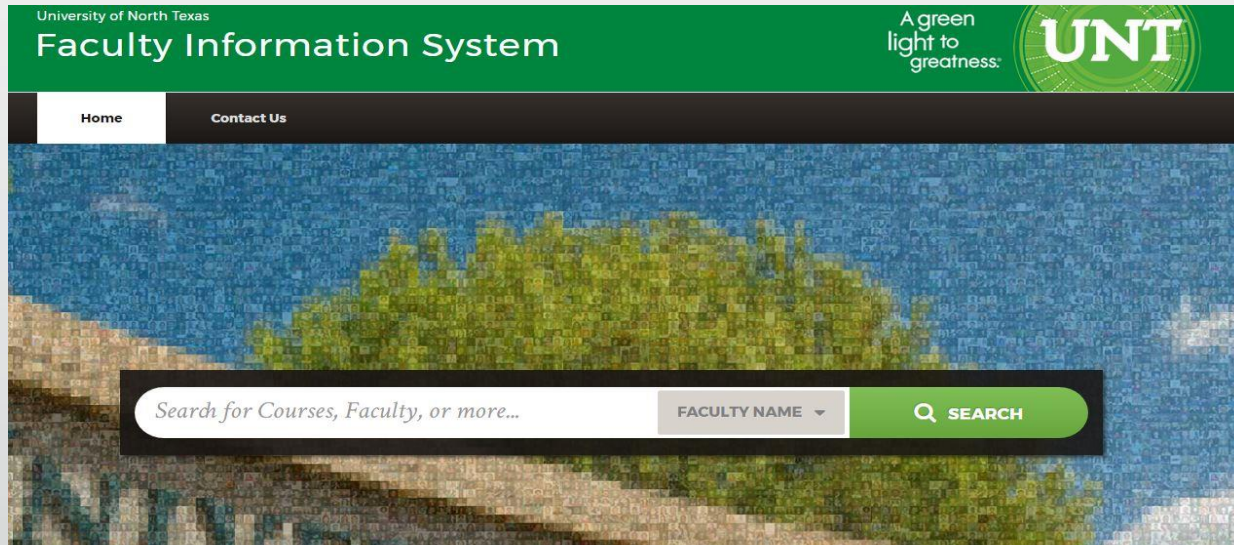 University of North Texas
Faculty Information System
A green
light to
greatness.
UNT
Home
Contact Us
Search for Courses, Faculty, or more...
FACULTY NAME
SEARCH